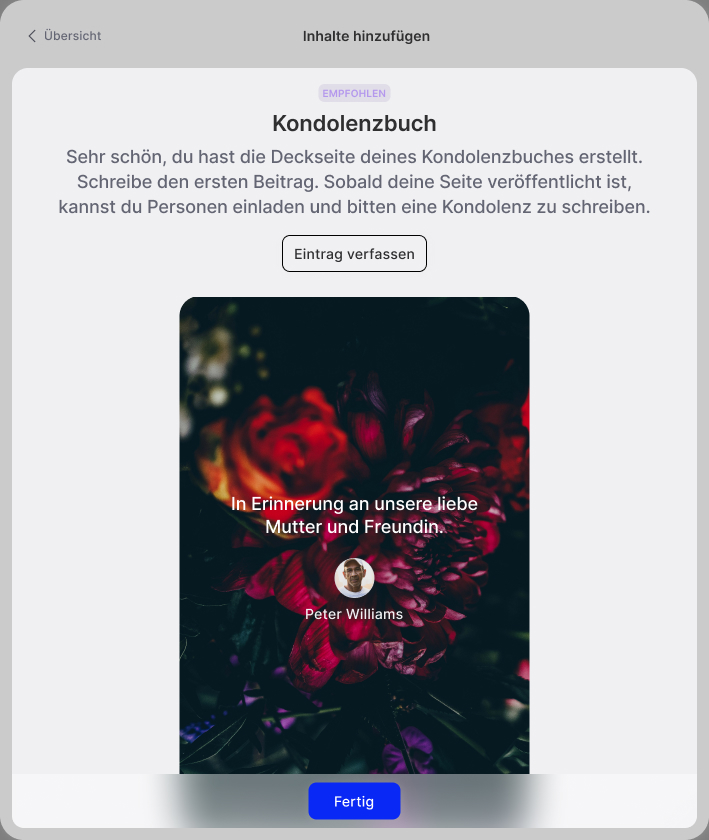 Übersicht
Inhalte hinzufügen
EMPFOHLEN
Kondolenzbuch
Sehr schön, du hast die Deckseite deines Kondolenzbuches erstellt.
Schreibe den ersten Beitrag. Sobald deine Seite veröffentlicht ist,
kannst du Personen einladen und bitten eine Kondolenz zu schreiben.
Eintrag verfassen
In Erinnerung an unsere liebe
Mutter und Freundin.
Peter Williams
Fertig